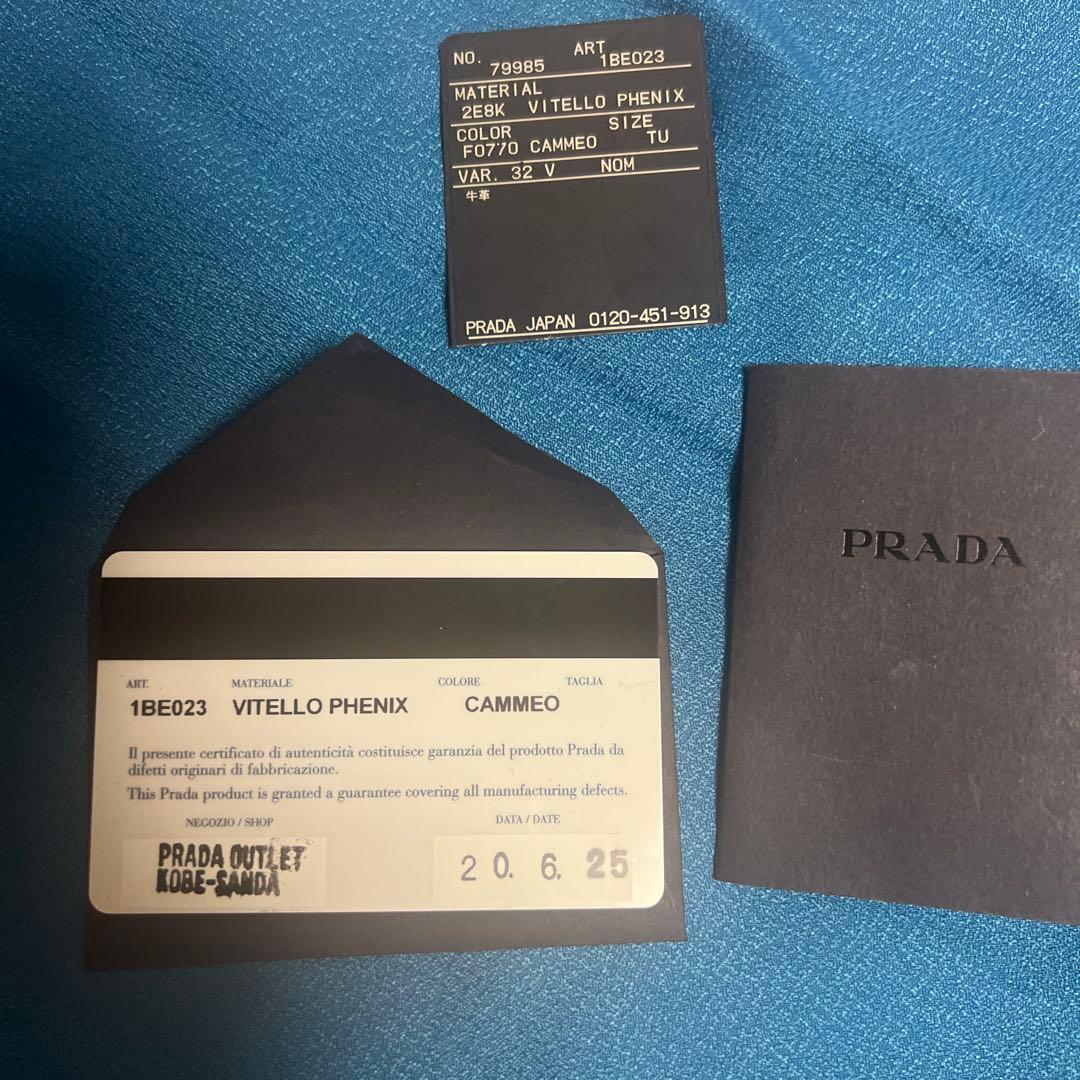 NO. 79985 ART 1BE023
MATERIAL
2E8K VITELLO PHENIX
COLOR SIZE
F0770 CAMMEO TU
VAR. 32 V NOM
牛革
PRADA JAPAN 0120-451-913
PRADA
ART. MATERIALE COLORE TAGLIA
1BE023 VITELLO PHENIX CAMMEO
Il presente certificato di autenticità costituisce garanzia del prodotto Prada da
difetti originari di fabbricazione.
This Prada product is granted a guarantee covering all manufacturing defects.
NEGOZIO / SHOP DATA / DATE
PRADA OUTLET
KOBE-SANDA
20. 6. 25